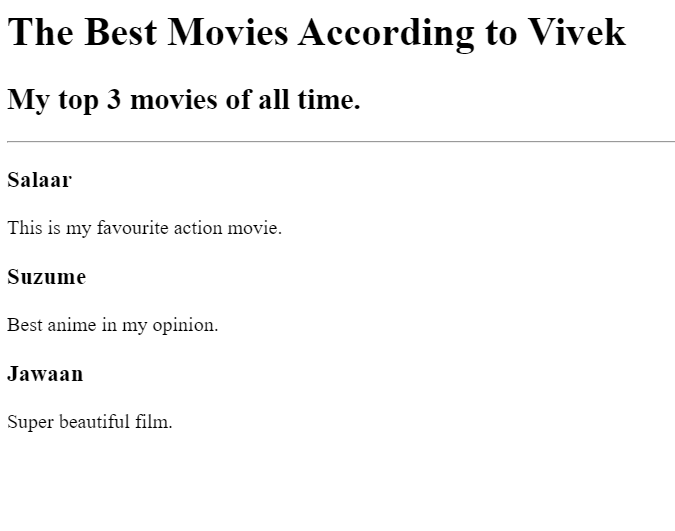 The Best Movies According to Vivek
My top 3 movies of all time.
Salaar
This is my favourite action movie.
Suzume
Best anime in my opinion.
Jawaan
Super beautiful film.